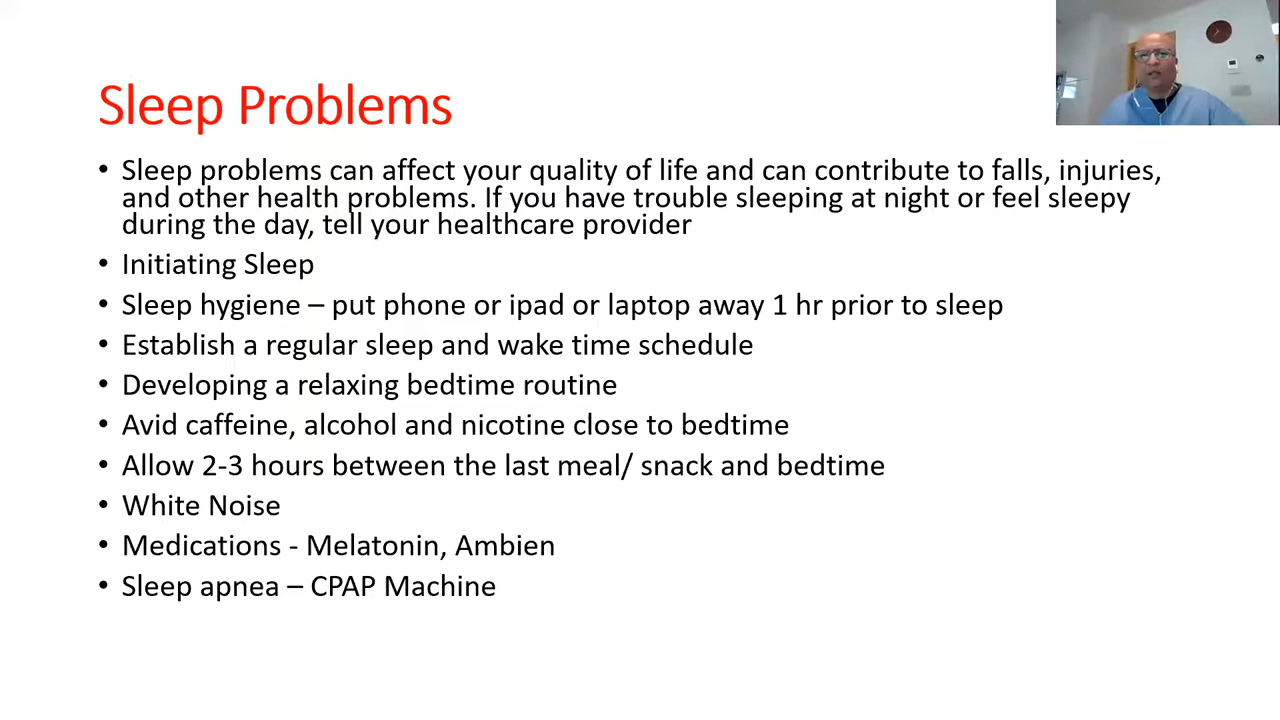 Sleep Problems
• Sleep problems can affect your quality of life and can contribute to falls, injuries,
and other health problems. If you have trouble sleeping at night or feel sleepy
during the day, tell your healthcare provider
• Initiating Sleep
• Sleep hygiene – put phone or ipad or laptop away 1 hr prior to sleep
• Establish a regular sleep and wake time schedule
• Developing a relaxing bedtime routine
• Avid caffeine, alcohol and nicotine close to bedtime
• Allow 2-3 hours between the last meal/ snack and bedtime
• White Noise
• Medications - Melatonin, Ambien
• Sleep apnea – CPAP Machine